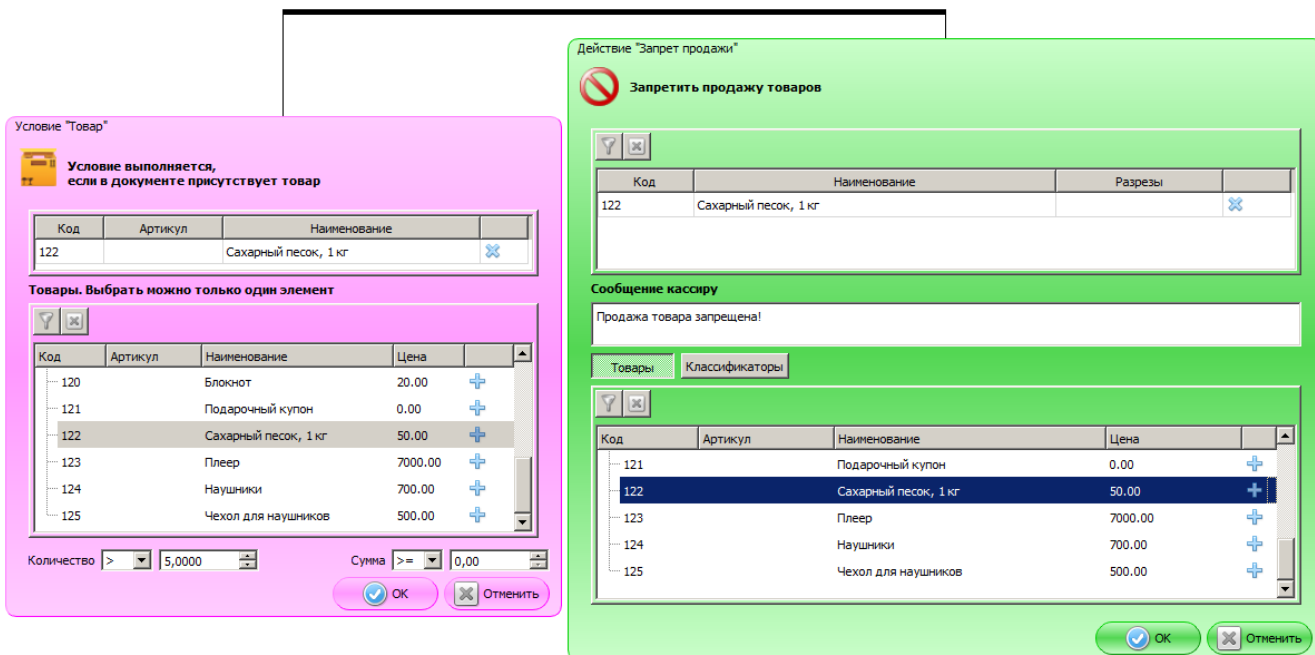 Условие "Товар"
Условие выполняется,
если в документе присутствует товар
Код Артикул Наименование
122 Сахарный песок, 1 кг
Товары. Выбрать можно только один элемент
Код Артикул Наименование Цена
120 Блокнот 20.00
121 Подарочный купон 0.00
122 Сахарный песок, 1 кг 50.00
123 Плеер 7000.00
124 Наушники 700.00
125 Чехол для наушников 500.00
Количество > 5,0000 Сумма >= 0,00
ОК Отменить
Действие "Запрет продажи"
Запретить продажу товаров
Код Наименование Разрезы
122 Сахарный песок, 1 кг
Сообщение кассиру
Продажа товара запрещена!
Товары Классификаторы
Код Артикул Наименование Цена
121 Подарочный купон 0.00
122 Сахарный песок, 1 кг 50.00
123 Плеер 7000.00
124 Наушники 700.00
125 Чехол для наушников 500.00
ОК Отменить